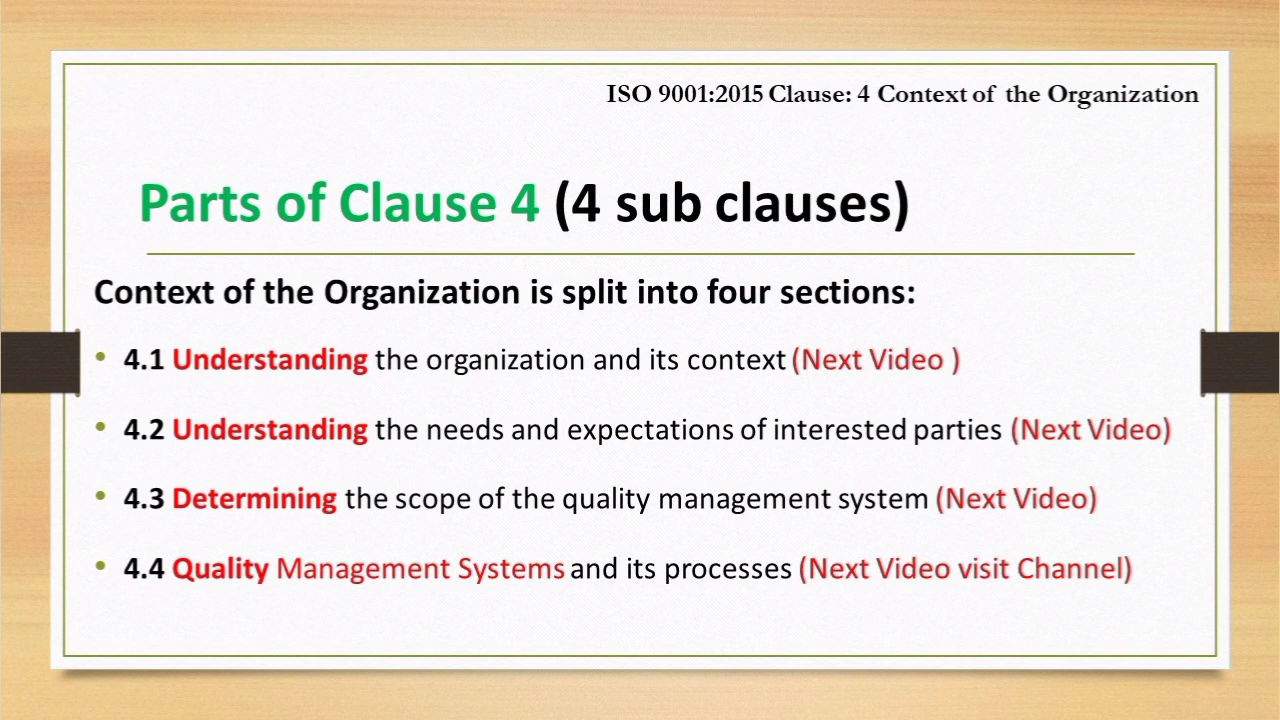 ISO 9001:2015 Clause: 4 Context of the Organization
Parts of Clause 4 (4 sub clauses)
Context of the Organization is split into four sections:
• 4.1 Understanding the organization and its context (Next Video )
• 4.2 Understanding the needs and expectations of interested parties (Next Video)
• 4.3 Determining the scope of the quality management system (Next Video)
• 4.4 Quality Management Systems and its processes (Next Video visit Channel)